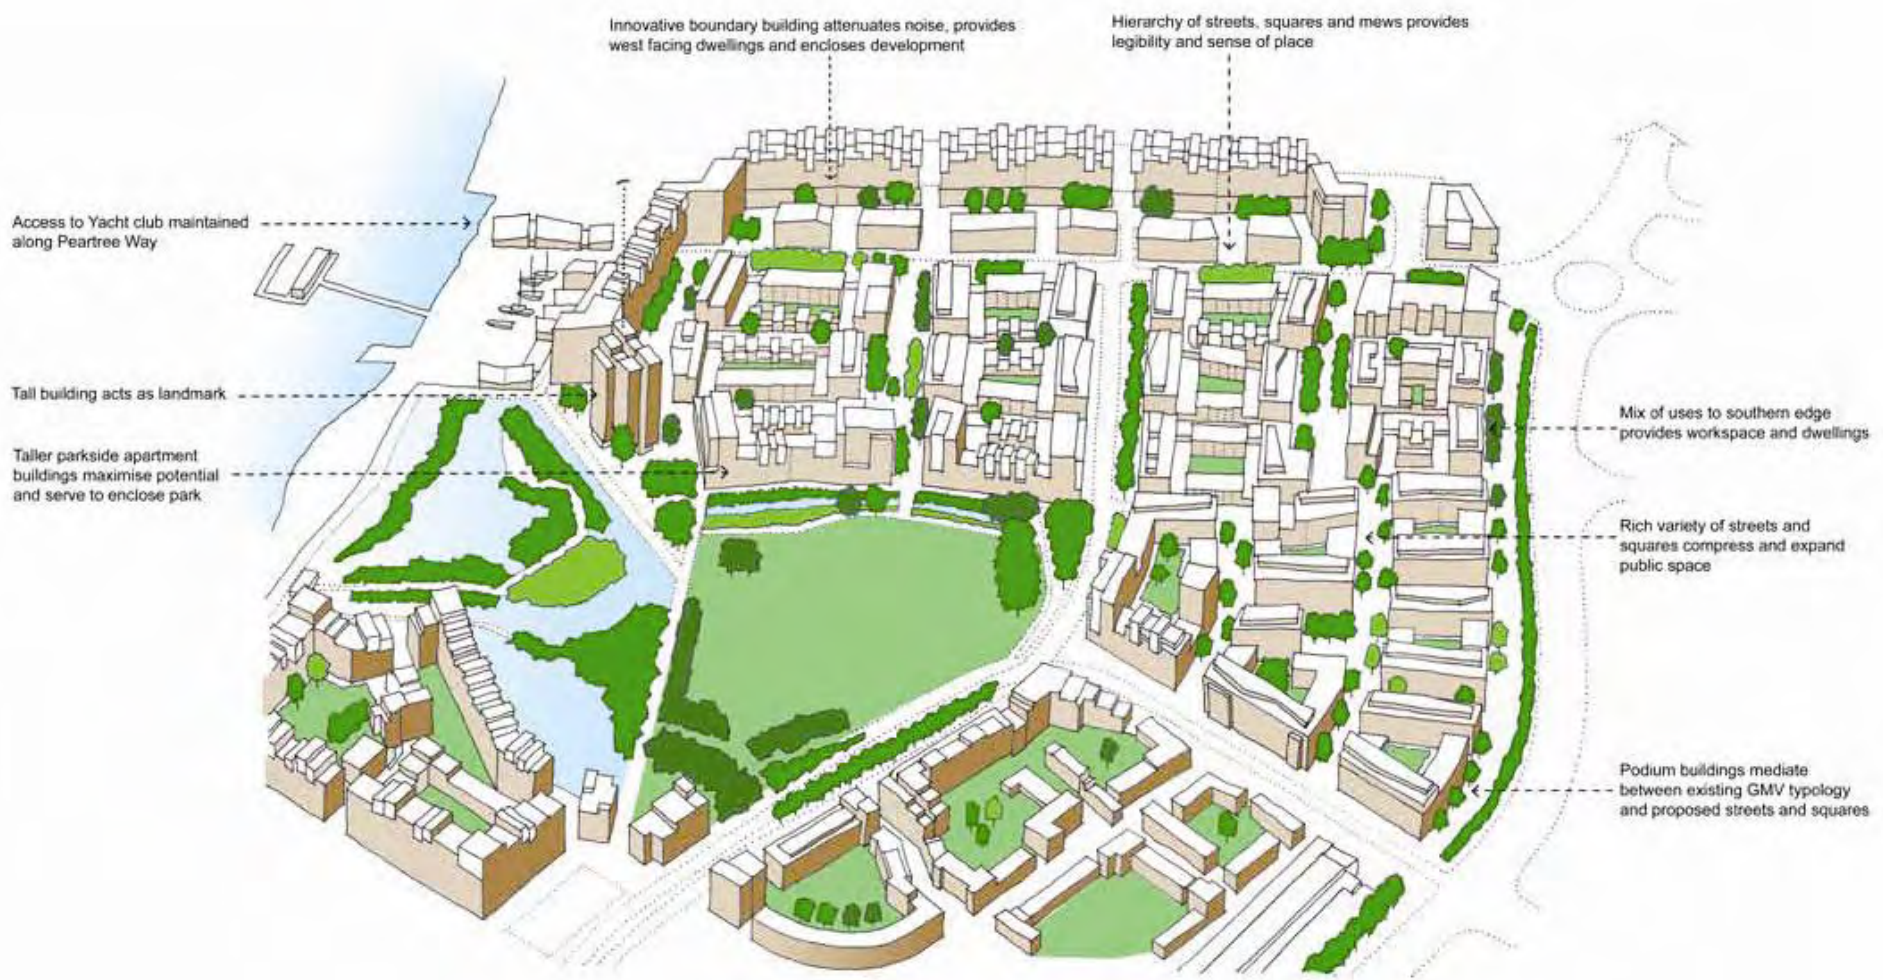 Innovative boundary building attenuates noise, provides
west facing dwellings and encloses development
Hierarchy of streets, squares and mews provides
legibility and sense of place
Access to Yacht club maintained
along Peartree Way
Tall building acts as landmark
Taller parkside apartment
buildings maximise potential
and serve to enclose park
Mix of uses to southern edge
provides workspace and dwellings
Rich variety of streets and
squares compress and expand
public space
Podium buildings mediate
between existing GMV typology
and proposed streets and squares